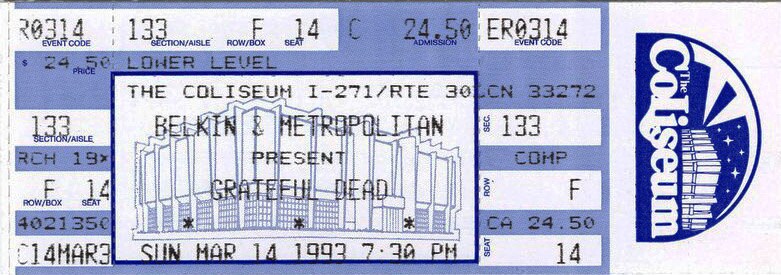 R0314 133 F 14 C 24.50 ER0314
EVENT CODE SECTION/AISLE ROW/BOX SEAT ADMISSION EVENT CODE
$ 24.50 LOWER LEVEL
PRICE
THE COLISEUM I-271/RTE 30 CN 33272
133 BELKIN & METROPOLITAN SEC. 133
SECTION/AISLE
RCH 19* PRESENT COMP
F 14 GRATEFUL DEAD ROW F
ROW/BOX SEAT
4021350 * * * CA 24.50
C14MAR3 SUN MAR 14 1993 7:30 PM SEAT 14
The
Coliseum